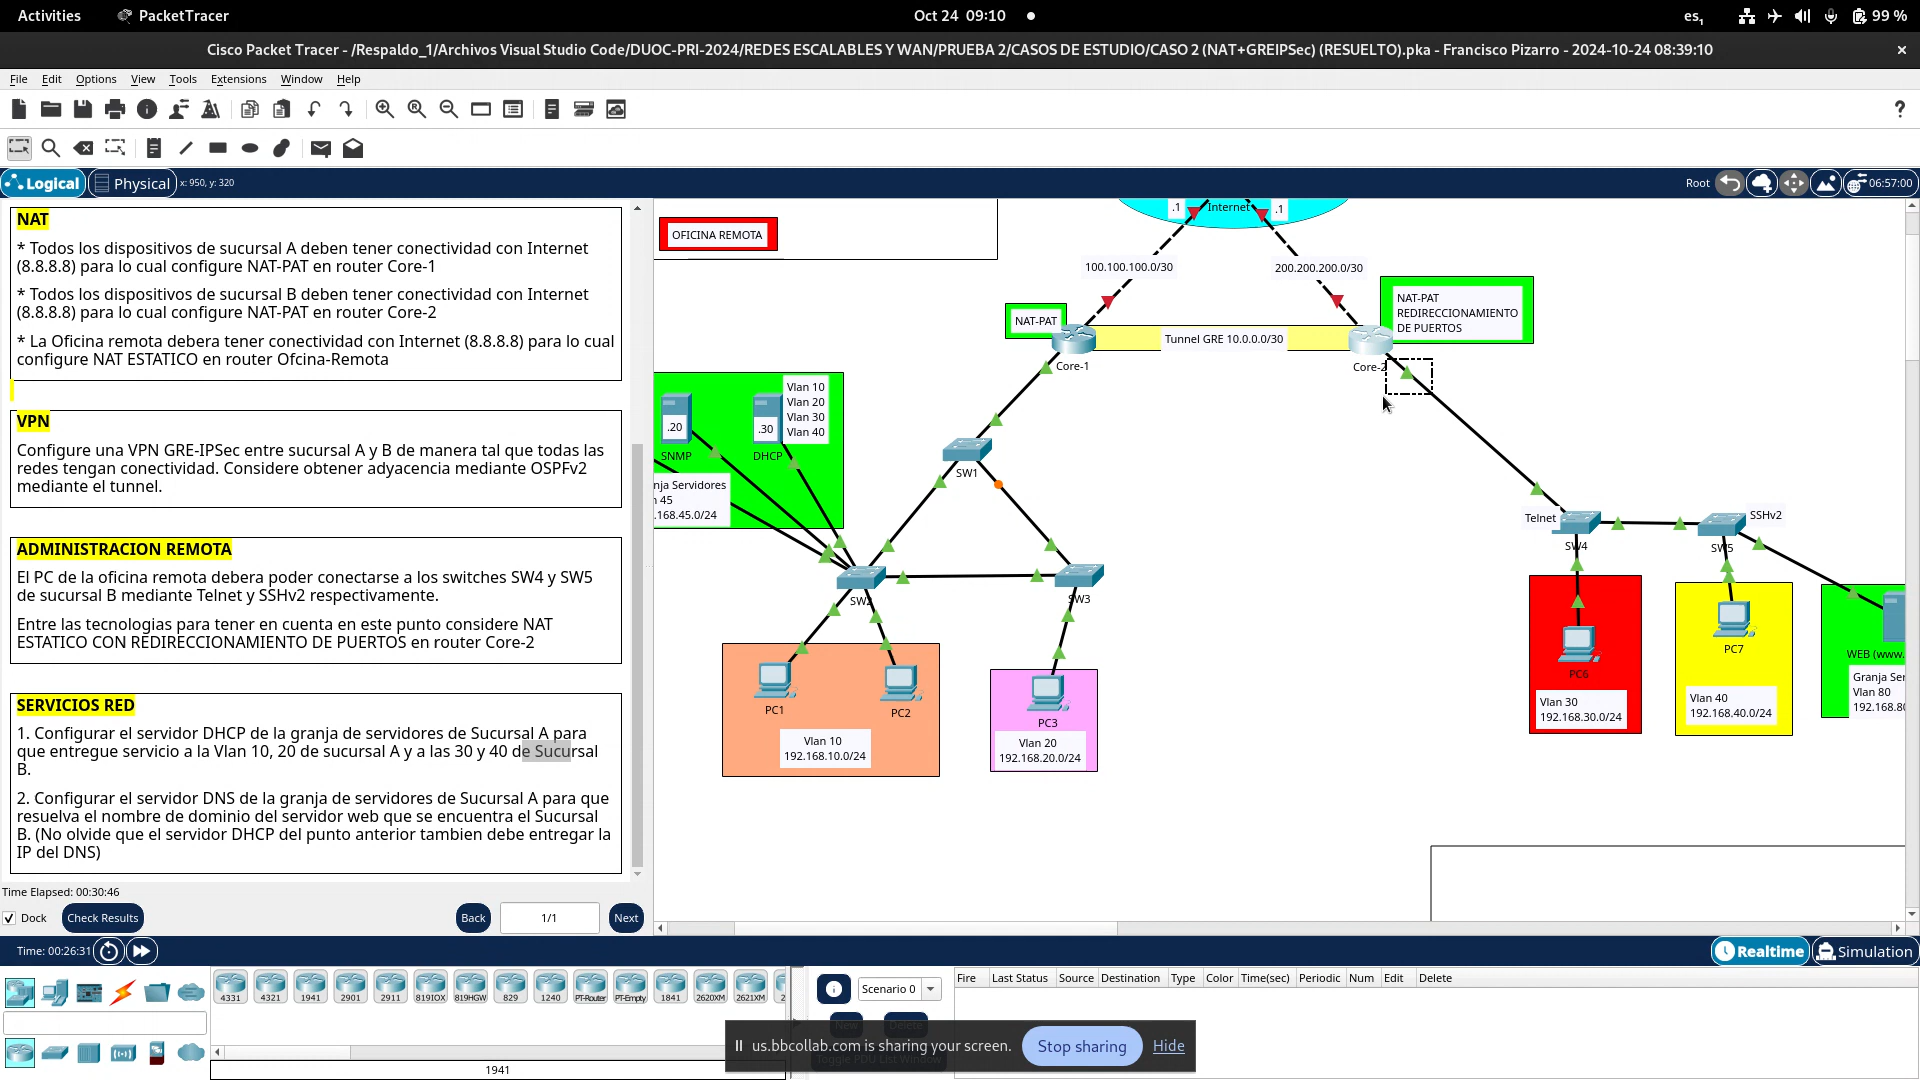 Activities
PacketTracer
Oct 24 09:10
es1
99 %
Cisco Packet Tracer - /Respaldo_1/Archivos Visual Studio Code/DUOC-PRI-2024/REDES ESCALABLES Y WAN/PRUEBA 2/CASOS DE ESTUDIO/CASO 2 (NAT+GREIPSec) (RESUELTO).pka - Francisco Pizarro - 2024-10-24 08:39:10
File Edit Options View Tools Extensions Window Help
Logical
Physical
x: 950, y: 320
Root
06:57:00
NAT
* Todos los dispositivos de sucursal A deben tener conectividad con Internet
(8.8.8.8) para lo cual configure NAT-PAT en router Core-1
* Todos los dispositivos de sucursal B deben tener conectividad con Internet
(8.8.8.8) para lo cual configure NAT-PAT en router Core-2
* La Oficina remota debera tener conectividad con Internet (8.8.8.8) para lo cual
configure NAT ESTATICO en router Ofcina-Remota
VPN
Configure una VPN GRE-IPSec entre sucursal A y B de manera tal que todas las
redes tengan conectividad. Considere obtener adyacencia mediante OSPFv2
mediante el tunnel.
ADMINISTRACION REMOTA
El PC de la oficina remota debera poder conectarse a los switches SW4 y SW5
de sucursal B mediante Telnet y SSHv2 respectivamente.
Entre las tecnologias para tener en cuenta en este punto considere NAT
ESTATICO CON REDIRECCIONAMIENTO DE PUERTOS en router Core-2
SERVICIOS RED
1. Configurar el servidor DHCP de la granja de servidores de Sucursal A para
que entregue servicio a la Vlan 10, 20 de sucursal A y a las 30 y 40 de Sucursal
B.
2. Configurar el servidor DNS de la granja de servidores de Sucursal A para que
resuelva el nombre de dominio del servidor web que se encuentra el Sucursal
B. (No olvide que el servidor DHCP del punto anterior tambien debe entregar la
IP del DNS)
Time Elapsed: 00:30:46
Dock
Check Results
Back
1/1
Next
OFICINA REMOTA
.1
Internet
.1
100.100.100.0/30
200.200.200.0/30
NAT-PAT
NAT-PAT
REDIRECCIONAMIENTO
DE PUERTOS
Tunnel GRE 10.0.0.0/30
Core-1
Core-2
Vlan 10
Vlan 20
Vlan 30
Vlan 40
.20
.30
SNMP
DHCP
nja Servidores
n 45
.168.45.0/24
SW1
SW2
SW3
Telnet
SW4
SSHv2
SW5
PC1
PC2
Vlan 10
192.168.10.0/24
PC3
Vlan 20
192.168.20.0/24
PC6
Vlan 30
192.168.30.0/24
PC7
Vlan 40
192.168.40.0/24
WEB (www.
Granja Ser
Vlan 80
192.168.80
Time: 00:26:31
Realtime
Simulation
4331 4321 1941 2901 2911 819IOX 819HGW 829 1240 PT-Router PT-Empty 1841 2620XM 2621XM 2
1941
Scenario 0
New
Delete
Toggle PDU List Window
Fire Last Status Source Destination Type Color Time(sec) Periodic Num Edit Delete
us.bbcollab.com is sharing your screen.
Stop sharing
Hide